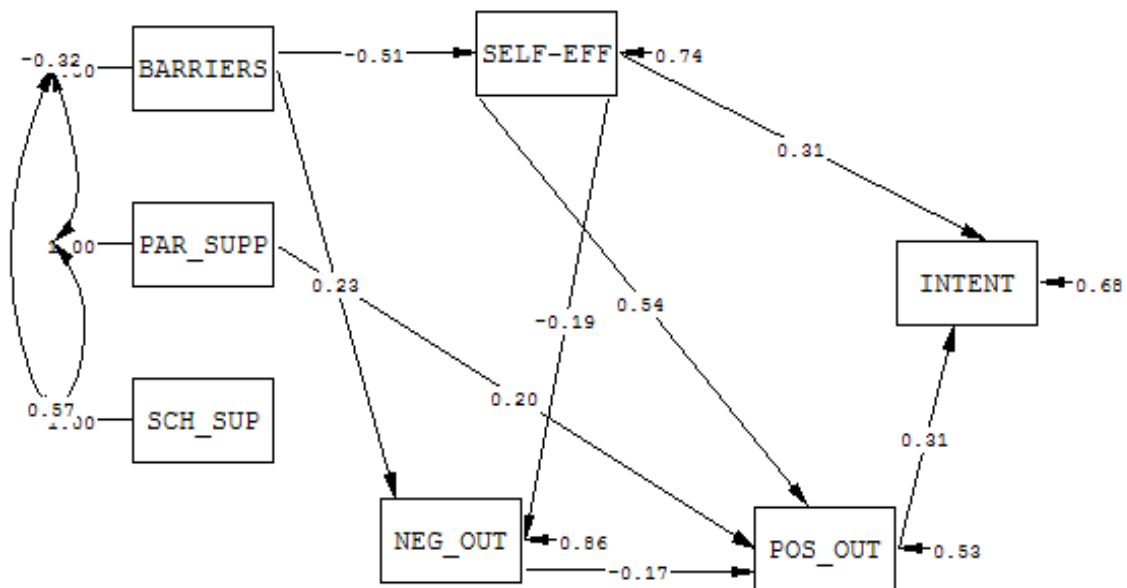 BARRIERS
-0.32
-0.51
SELF-EFF
0.74
0.31
PAR_SUPP
INTENT
0.68
0.23
0.54
-0.19
0.20
0.57
SCH_SUP
0.31
NEG_OUT
0.86
POS_OUT
0.53
-0.17